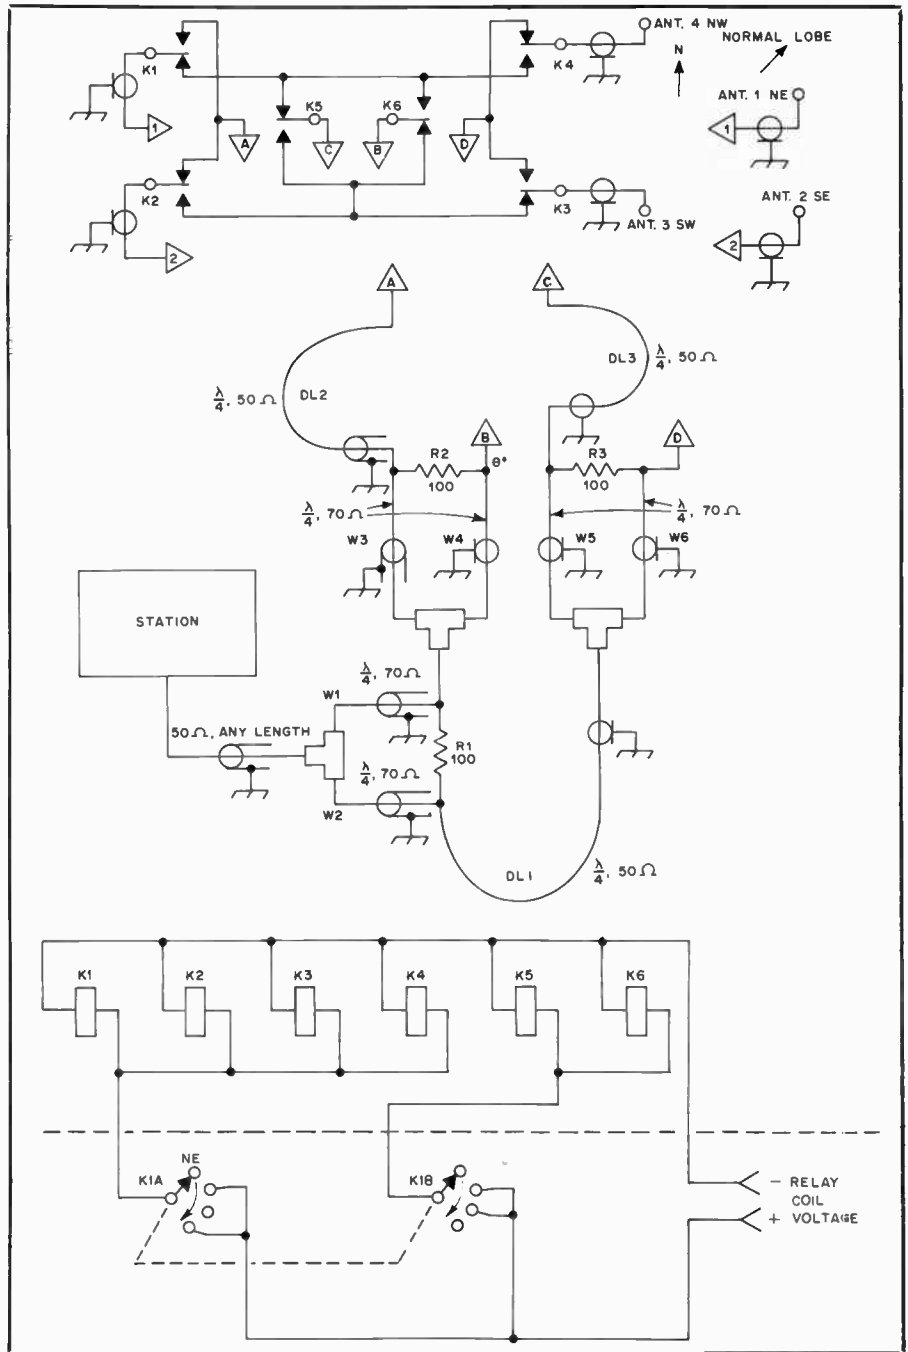 ANT. 4 NW
NORMAL LOBE
N
K1
K4
ANT. 1 NE
K5
K6
1
A
C
B
D
1
K2
K3
ANT. 2 SE
ANT. 3 SW
2
2
A
C
λ/4, 50 Ω
DL2
DL3
λ/4, 50 Ω
B
D
R2
100
θ°
R3
100
λ/4, 70 Ω
λ/4, 70 Ω
W3
W4
W5
W6
STATION
λ/4, 70 Ω
W1
50 Ω, ANY LENGTH
R1
100
λ/4, 70 Ω
W2
DL1
λ/4, 50 Ω
K1
K2
K3
K4
K5
K6
NE
K1A
K1B
− RELAY
COIL
+ VOLTAGE